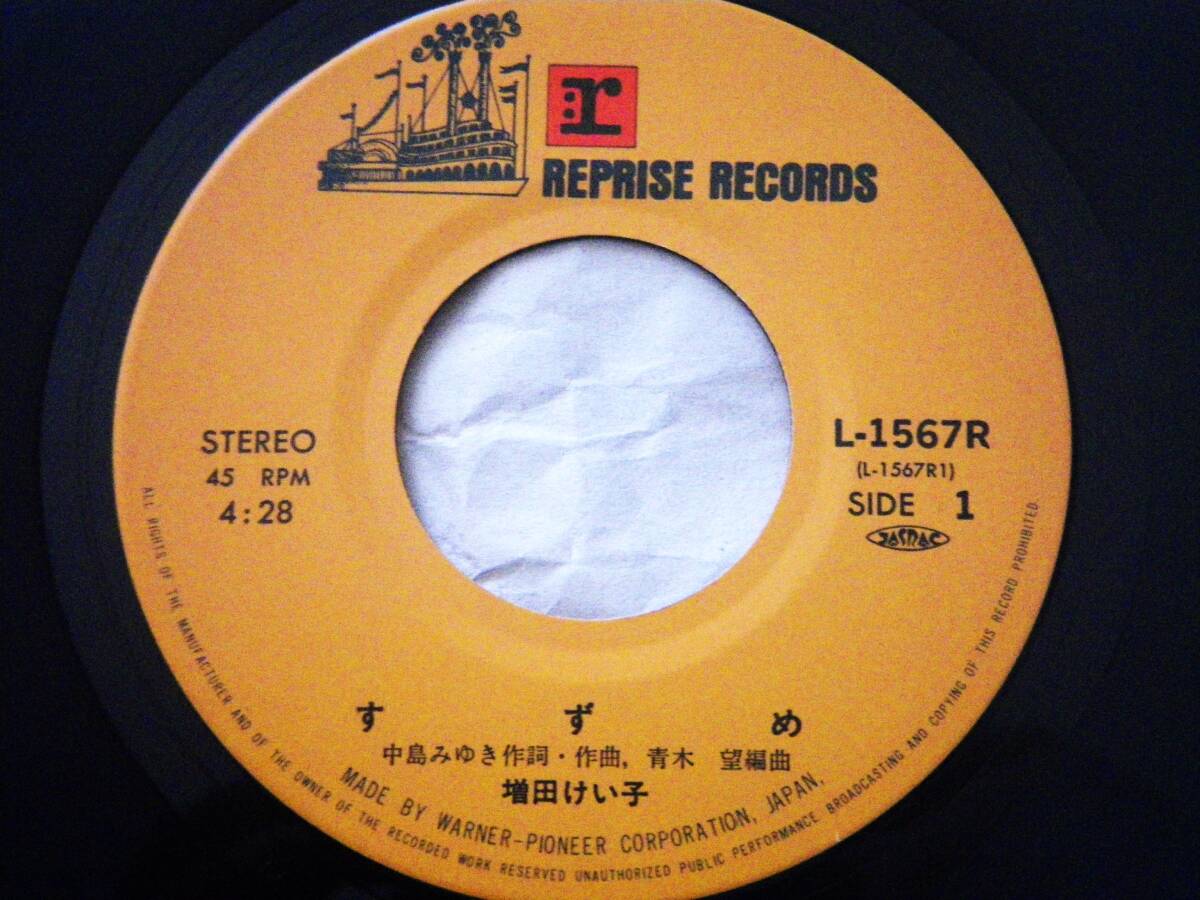 r
REPRISE RECORDS
STEREO
45 RPM
4:28
L-1567R
(L-1567R1)
SIDE 1
JASRAC
すずめ
中島みゆき作詞・作曲, 青木 望編曲
増田けい子
MADE BY WARNER-PIONEER CORPORATION, JAPAN,
ALL RIGHTS OF THE MANUFACTURER AND OF THE OWNER OF THE RECORDED WORK RESERVED UNAUTHORIZED PUBLIC PERFORMANCE BROADCASTING AND COPYING OF THIS RECORD PROHIBITED